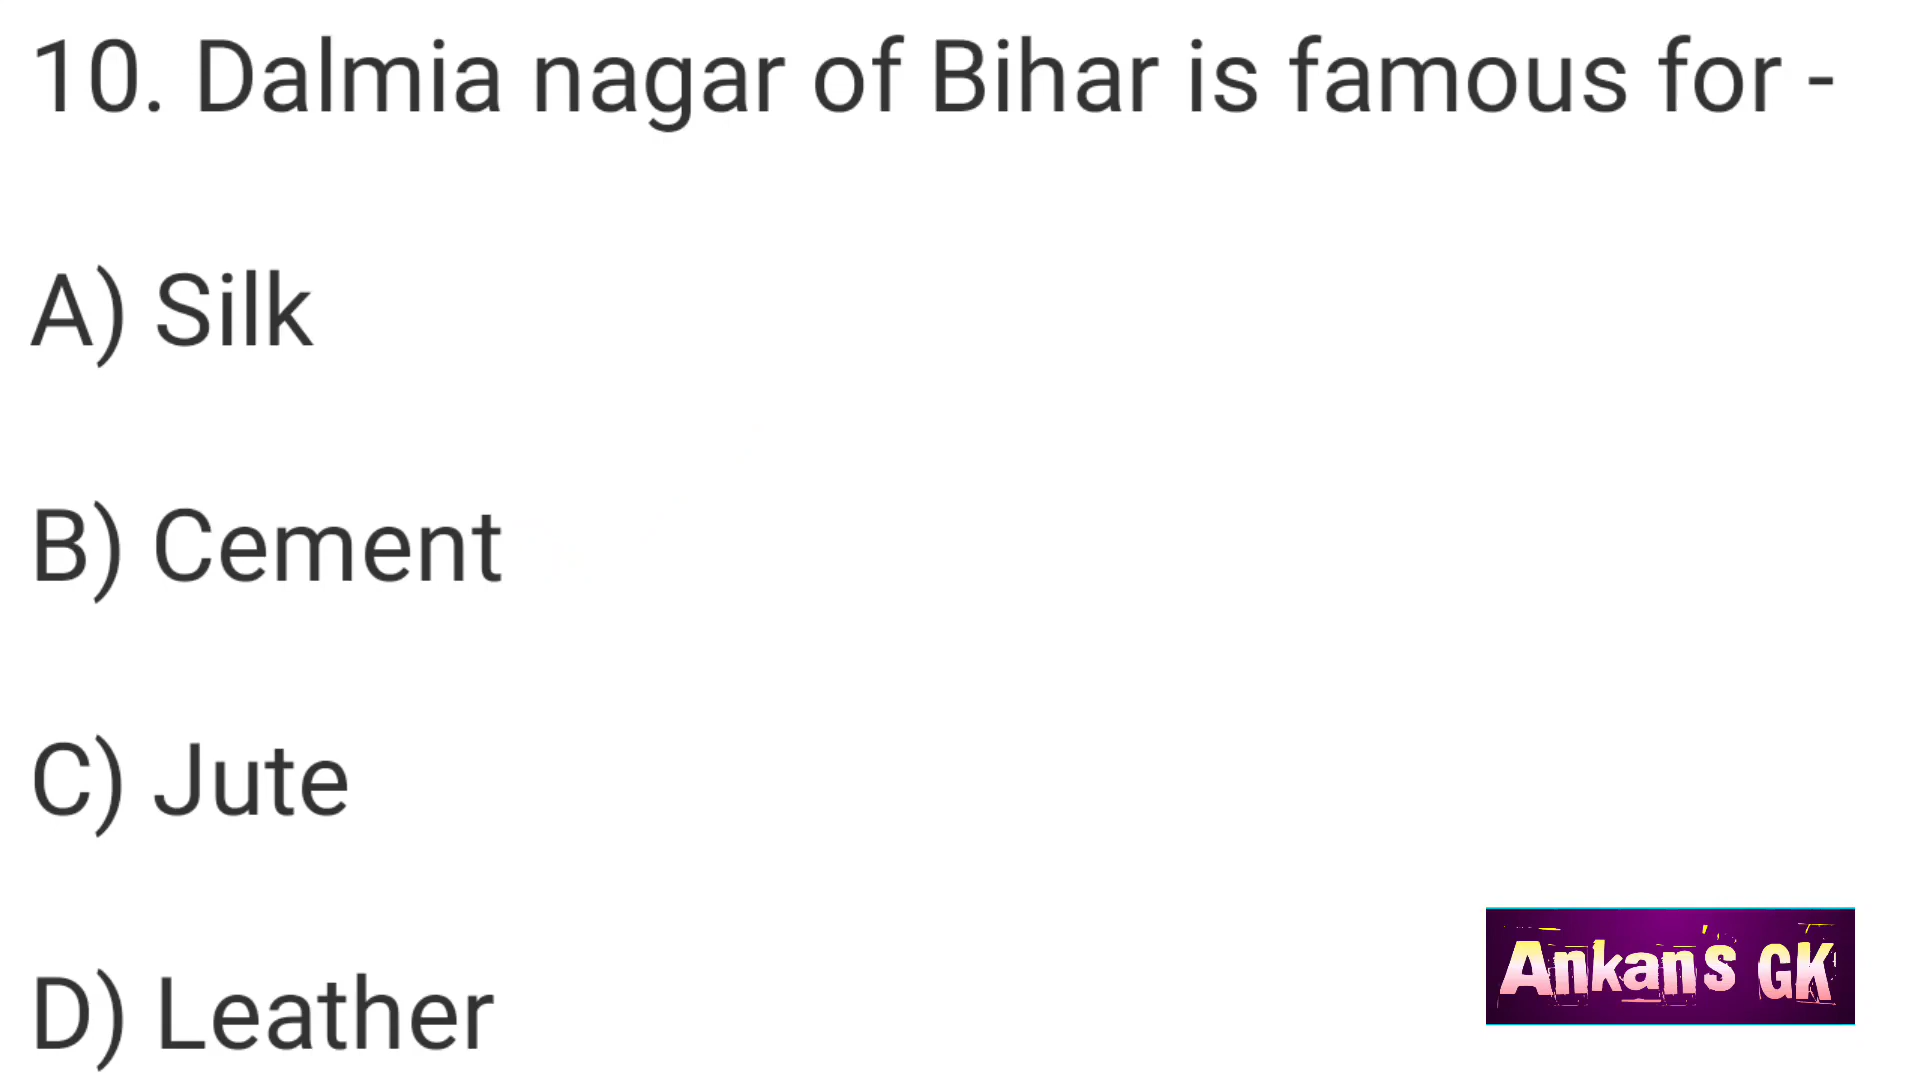 10. Dalmia nagar of Bihar is famous for -
A) Silk
B) Cement
C) Jute
D) Leather
Ankan's GK